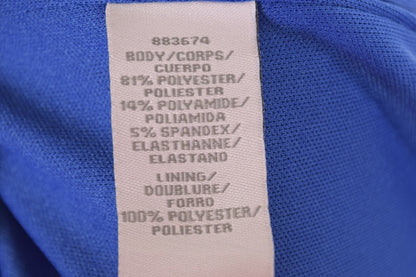 883674
BODY/CORPS/
CUERPO
81% POLYESTER/
POLIESTER
14% POLYAMIDE/
POLIAMIDA
5% SPANDEX/
ELASTHANNE/
ELASTANO
LINING/
DOUBLURE/
FORRO
100% POLYESTER/
POLIESTER